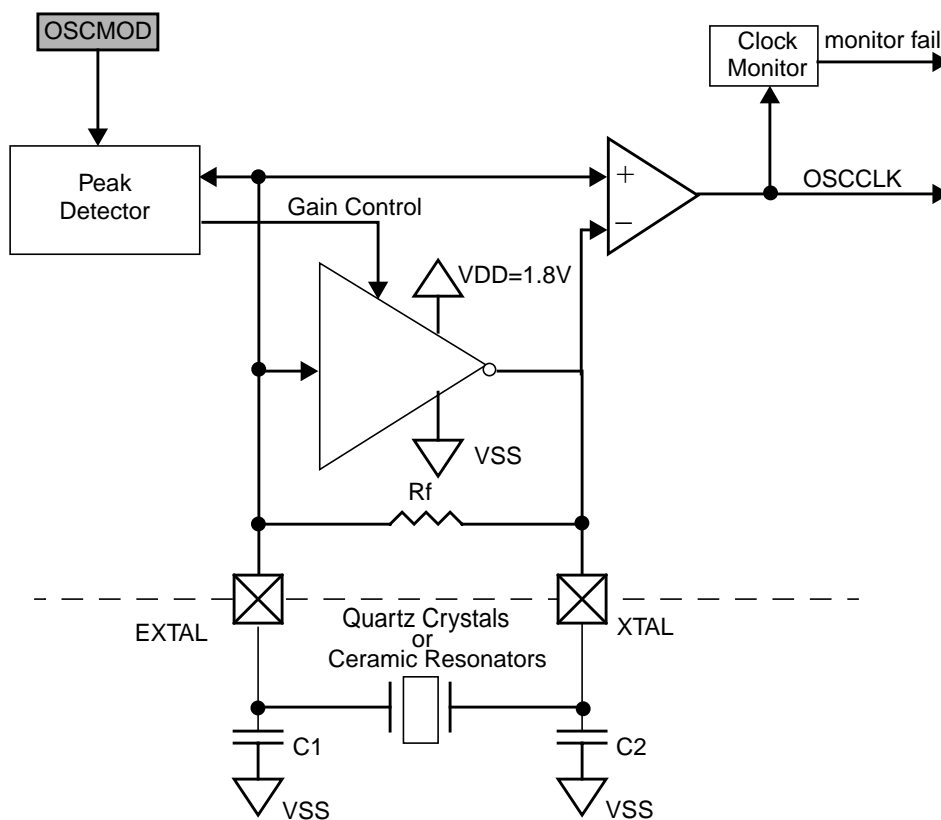 OSCMOD
Clock
Monitor
monitor fail
Peak
Detector
+
OSCCLK
Gain Control
−
VDD=1.8V
VSS
Rf
EXTAL
Quartz Crystals
or
Ceramic Resonators
XTAL
C1
C2
VSS
VSS